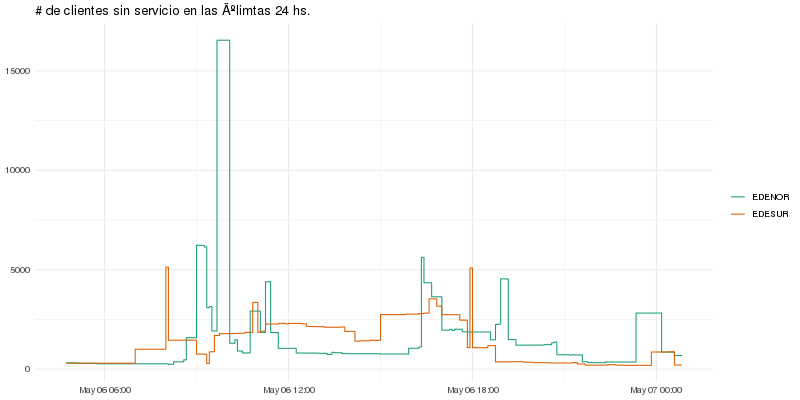 # de clientes sin servicio en las Ãºlimtas 24 hs.
15000
10000
5000
0
May 06 06:00
May 06 12:00
May 06 18:00
May 07 00:00
EDENOR
EDESUR